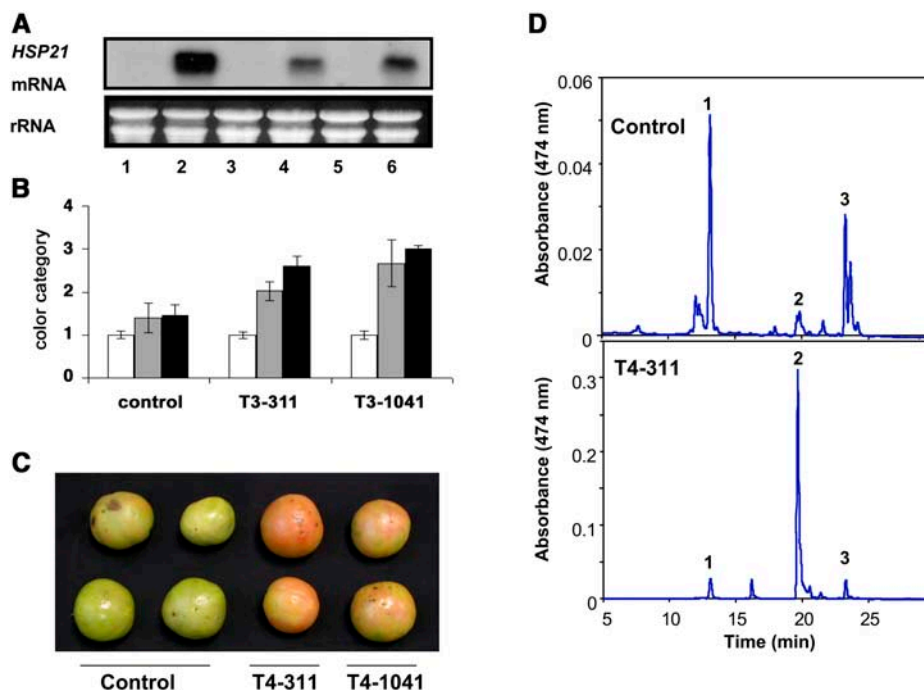 A
HSP21
mRNA
rRNA
1 2 3 4 5 6
B
color category
4
3
2
1
0
control T3-311 T3-1041
C
Control T4-311 T4-1041
D
Absorbance (474 nm)
0.06
0.04
0.02
0
Control
1
2
3
Absorbance (474 nm)
0.3
0.2
0.1
0
T4-311
1
2
3
5 10 15 20 25
Time (min)